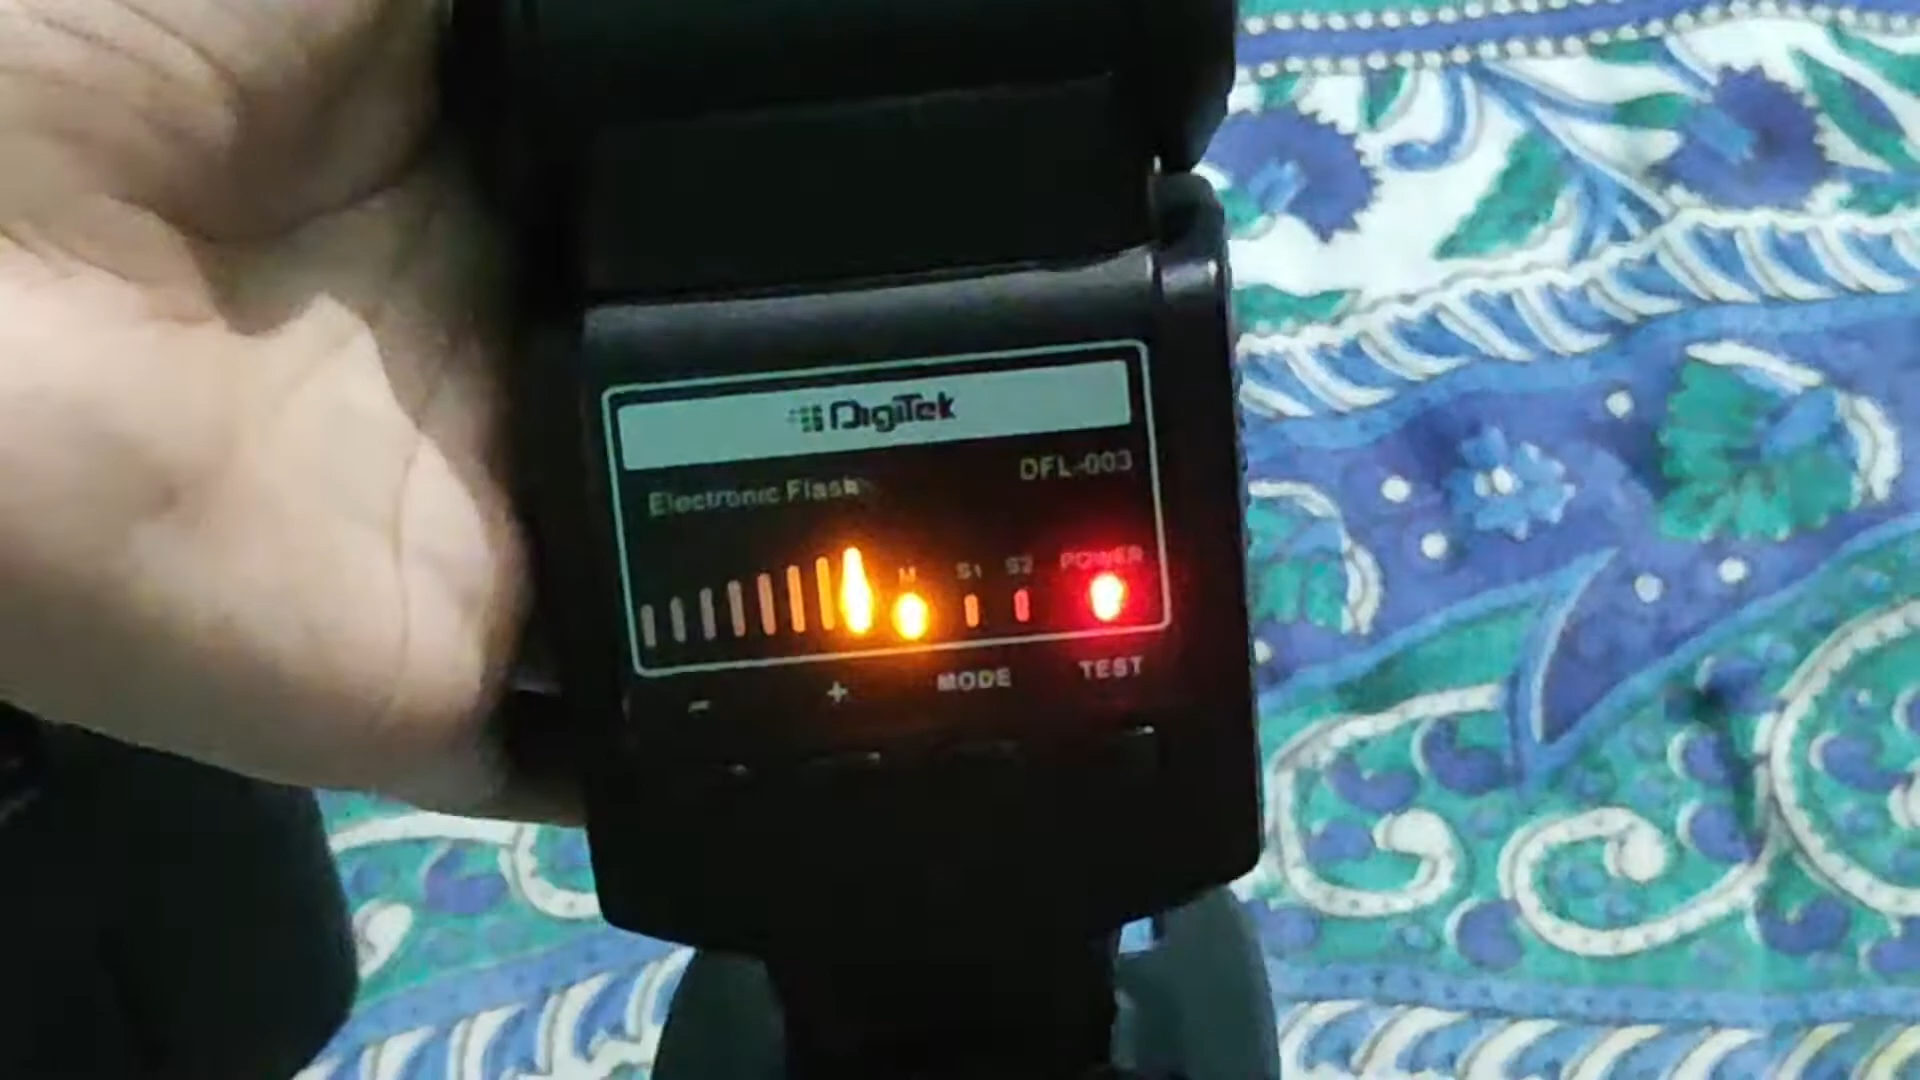 DigiTek
Electronic Flash
DFL-003
M S1 S2 POWER
- + MODE TEST